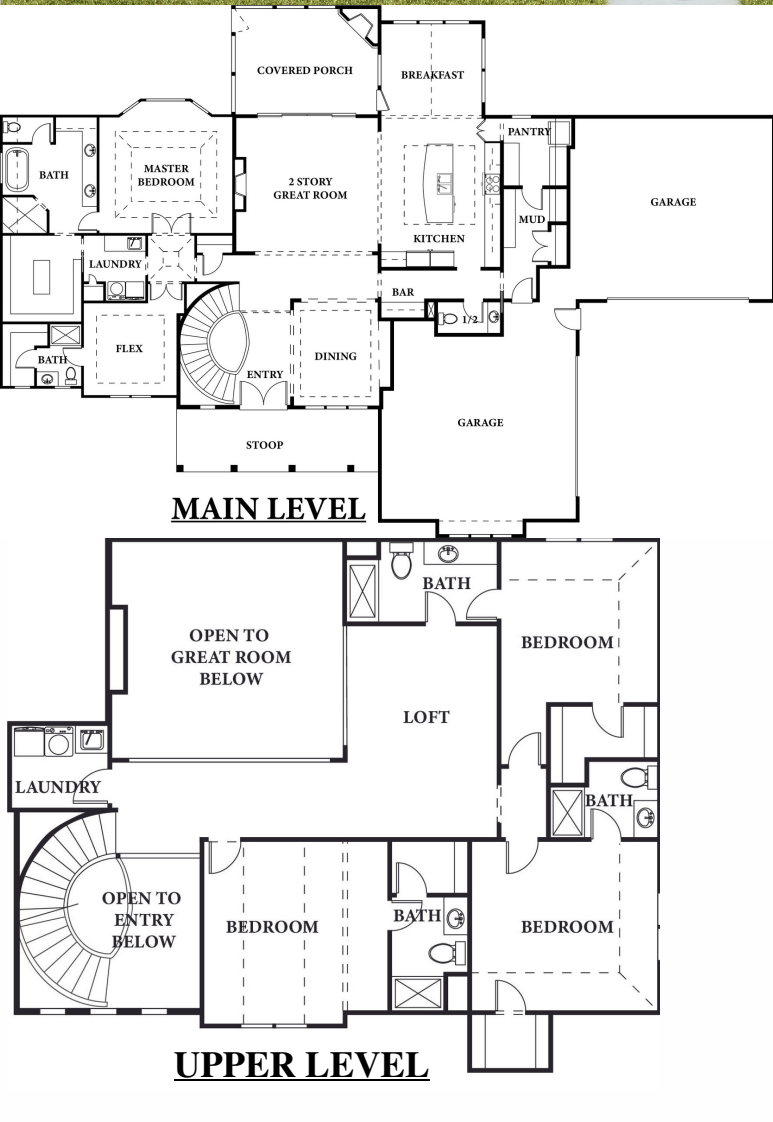 COVERED PORCH
BREAKFAST
PANTRY
BATH
MASTER
BEDROOM
2 STORY
GREAT ROOM
GARAGE
MUD
KITCHEN
LAUNDRY
BAR
1/2
FLEX
BATH
DINING
ENTRY
GARAGE
STOOP
MAIN LEVEL
BATH
OPEN TO
GREAT ROOM
BELOW
BEDROOM
LOFT
LAUNDRY
BATH
OPEN TO
ENTRY
BELOW
BEDROOM
BATH
BEDROOM
UPPER LEVEL